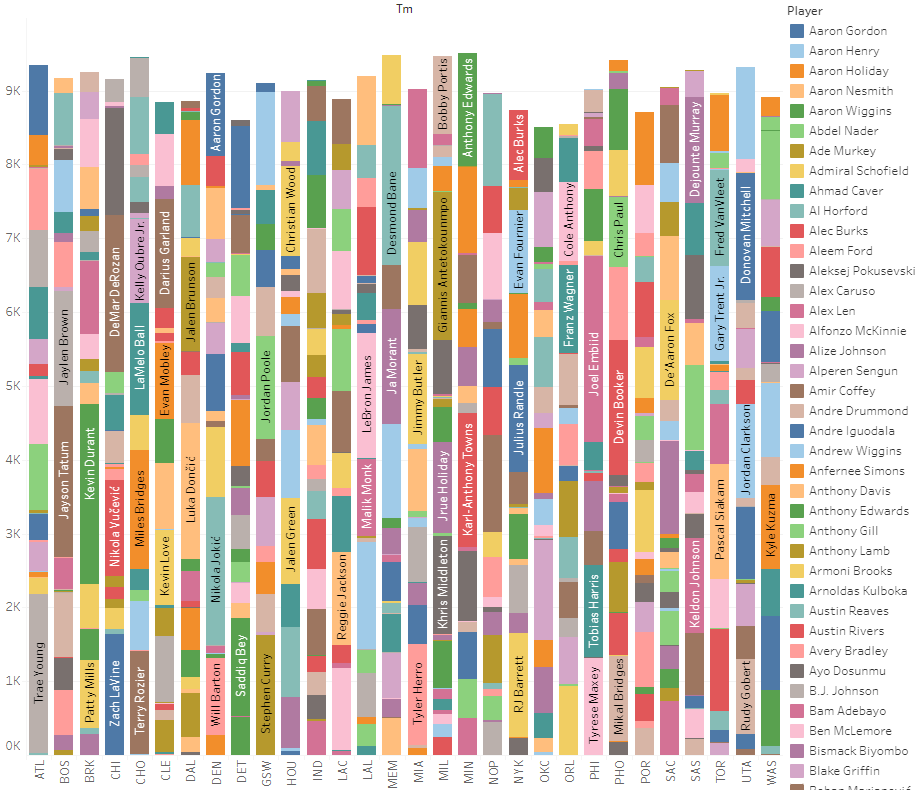 Tm
Player
Aaron Gordon
Aaron Henry
Aaron Holiday
Aaron Nesmith
Aaron Wiggins
Abdel Nader
Ade Murkey
Admiral Schofield
Ahmad Caver
Al Horford
Alec Burks
Aleem Ford
Aleksej Pokusevski
Alex Caruso
Alex Len
Alfonzo McKinnie
Alize Johnson
Alperen Sengun
Amir Coffey
Andre Drummond
Andre Iguodala
Andrew Wiggins
Anfernee Simons
Anthony Davis
Anthony Edwards
Anthony Gill
Anthony Lamb
Armoni Brooks
Arnoldas Kulboka
Austin Reaves
Austin Rivers
Avery Bradley
Ayo Dosunmu
B.J. Johnson
Bam Adebayo
Ben McLemore
Bismack Biyombo
Blake Griffin
9K
8K
7K
6K
5K
4K
3K
2K
1K
0K
Trae Young
Jaylen Brown
Jayson Tatum
Kevin Durant
Patty Mills
DeMar DeRozan
Nikola Vučević
Zach LaVine
Kelly Oubre Jr.
LaMelo Ball
Miles Bridges
Terry Rozier
Darius Garland
Evan Mobley
Kevin Love
Jalen Brunson
Luka Dončić
Aaron Gordon
Nikola Jokić
Will Barton
Saddiq Bey
Jordan Poole
Stephen Curry
Christian Wood
Jalen Green
Reggie Jackson
LeBron James
Malik Monk
Desmond Bane
Ja Morant
Jimmy Butler
Tyler Herro
Bobby Portis
Giannis Antetokounmpo
Jrue Holiday
Khris Middleton
Anthony Edwards
Karl-Anthony Towns
Alec Burks
Evan Fournier
Julius Randle
RJ Barrett
Cole Anthony
Franz Wagner
Joel Embiid
Tobias Harris
Tyrese Maxey
Chris Paul
Devin Booker
Mikal Bridges
De'Aaron Fox
Dejounte Murray
Keldon Johnson
Fred VanVleet
Gary Trent Jr.
Pascal Siakam
Donovan Mitchell
Jordan Clarkson
Rudy Gobert
Kyle Kuzma
ATL
BOS
BRK
CHI
CHO
CLE
DAL
DEN
DET
GSW
HOU
IND
LAC
LAL
MEM
MIA
MIL
MIN
NOP
NYK
OKC
ORL
PHI
PHO
POR
SAC
SAS
TOR
UTA
WAS